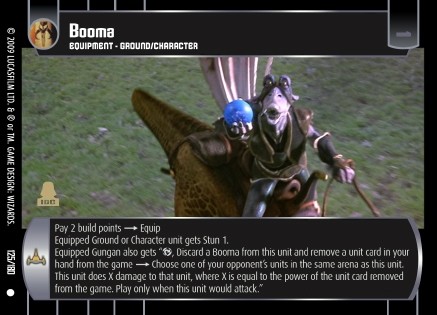 Booma
EQUIPMENT - GROUND/CHARACTER
© 2009 LUCASFILM LTD. & ® or TM. GAME DESIGN: WIZARDS.
125/180
Pay 2 build points → Equip
Equipped Ground or Character unit gets Stun 1.
Equipped Gungan also gets “, Discard a Booma from this unit and remove a unit card in your
hand from the game → Choose one of your opponent's units in the same arena as this unit.
This unit does X damage to that unit, where X is equal to the power of the unit card removed
from the game. Play only when this unit would attack.”